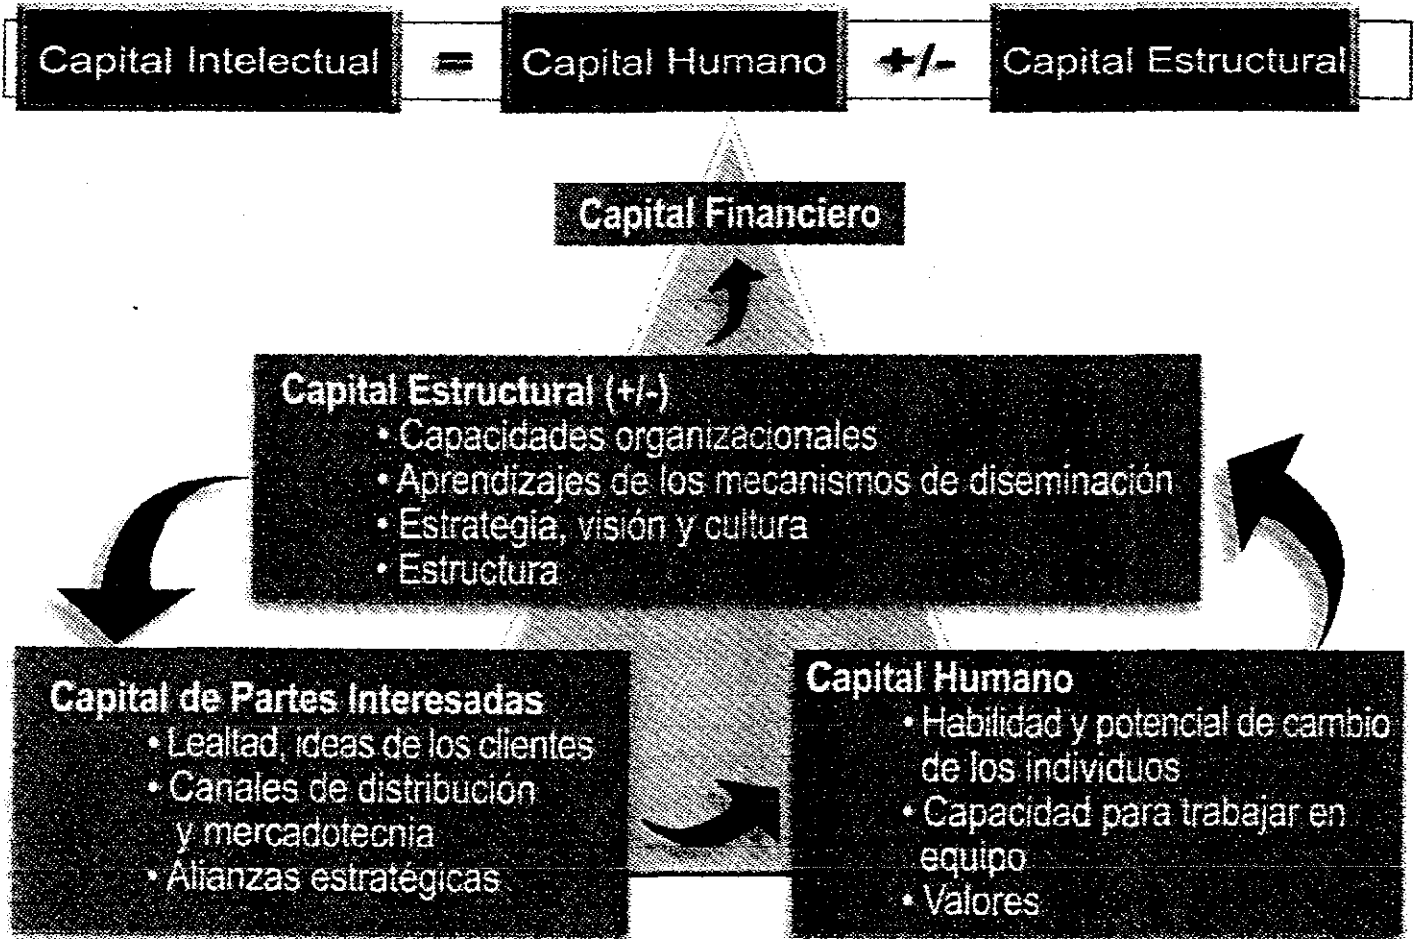 Capital Intelectual = Capital Humano +/- Capital Estructural
Capital Financiero
Capital Estructural (+/-)
• Capacidades organizacionales
• Aprendizajes de los mecanismos de diseminación
• Estrategia, visión y cultura
• Estructura
Capital de Partes Interesadas
• Lealtad, ideas de los clientes
• Canales de distribución
y mercadotecnia
• Alianzas estratégicas
Capital Humano
• Habilidad y potencial de cambio
de los individuos
• Capacidad para trabajar en
equipo
• Valores